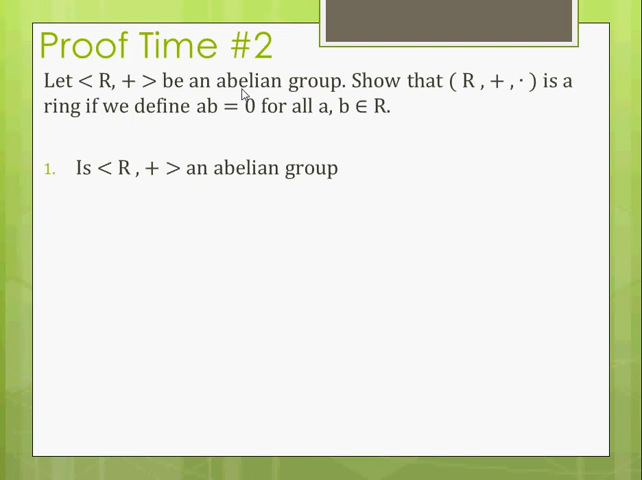 Proof Time #2
Let < R, + > be an abelian group. Show that ( R , + , · ) is a
ring if we define ab = 0 for all a, b ∈ R.
1. Is < R , + > an abelian group